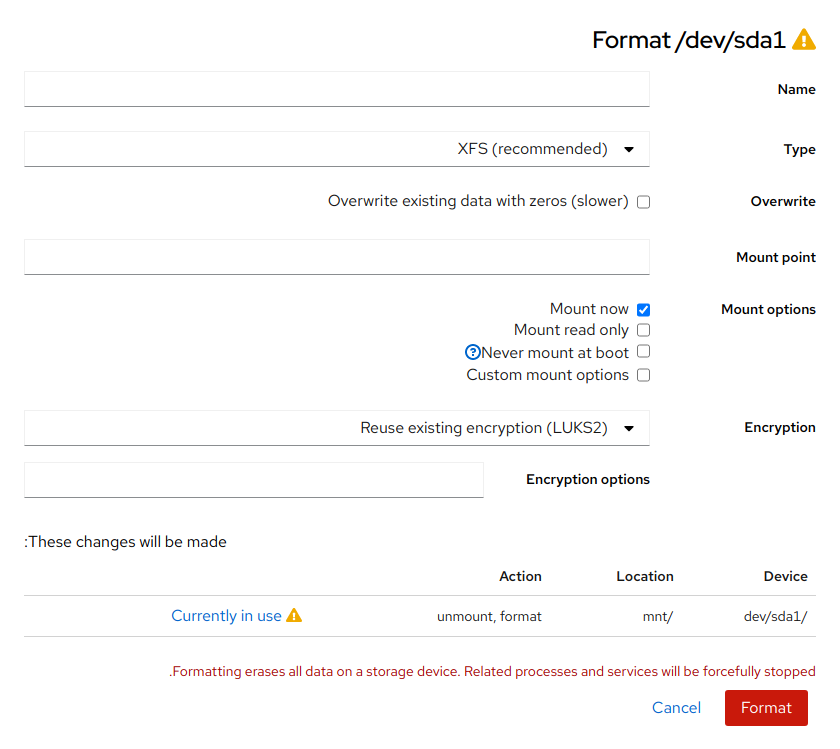 Format /dev/sda1
Name
Type
XFS (recommended)
Overwrite
Overwrite existing data with zeros (slower)
Mount point
Mount options
Mount now
Mount read only
Never mount at boot
Custom mount options
Encryption
Reuse existing encryption (LUKS2)
Encryption options
:These changes will be made
Device
Location
Action
dev/sda1/
mnt/
unmount, format
Currently in use
.Formatting erases all data on a storage device. Related processes and services will be forcefully stopped
Format
Cancel